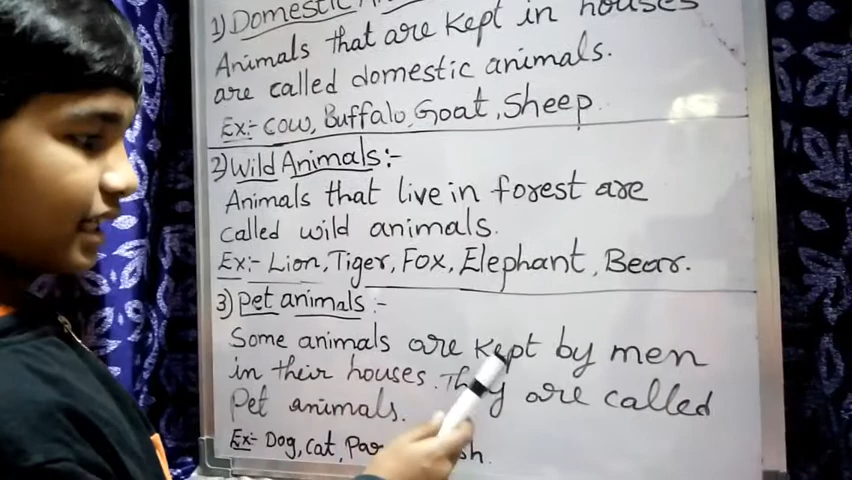 1) Domestic
Animals that are kept in houses
are called domestic animals.
Ex:- Cow, Buffalo, Goat, Sheep.
2) Wild Animals:-
Animals that live in forest are
called wild animals.
Ex:- Lion, Tiger, Fox, Elephant, Bear.
3) Pet animals:-
Some animals are kept by men
in their houses. They are called
Pet animals.
Ex:- Dog, cat,